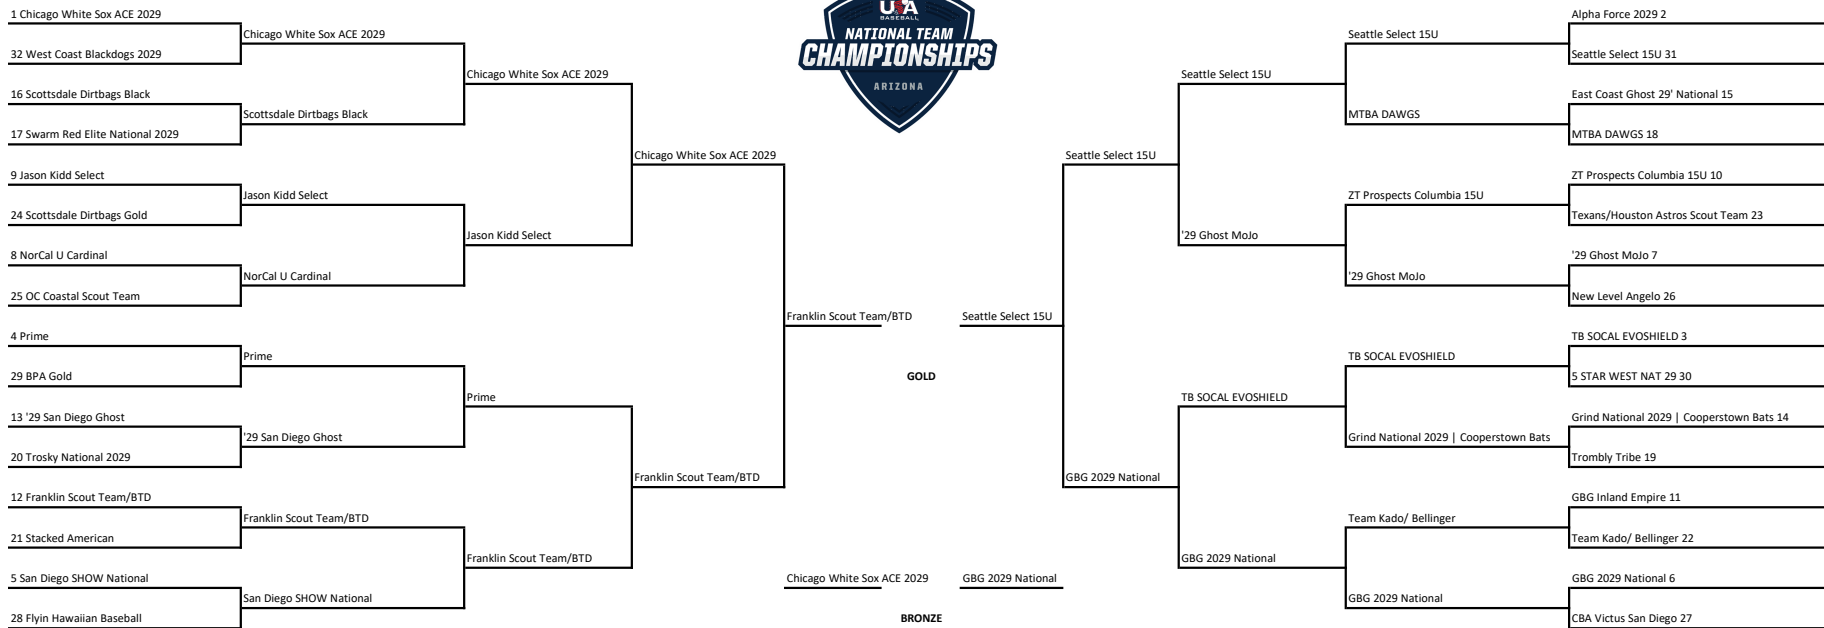 USA
BASEBALL
NATIONAL TEAM
CHAMPIONSHIPS
ARIZONA
1 Chicago White Sox ACE 2029
32 West Coast Blackdogs 2029
16 Scottsdale Dirtbags Black
17 Swarm Red Elite National 2029
9 Jason Kidd Select
24 Scottsdale Dirtbags Gold
8 NorCal U Cardinal
25 OC Coastal Scout Team
4 Prime
29 BPA Gold
13 '29 San Diego Ghost
20 Trosky National 2029
12 Franklin Scout Team/BTD
21 Stacked American
5 San Diego SHOW National
28 Flyin Hawaiian Baseball
Chicago White Sox ACE 2029
Scottsdale Dirtbags Black
Jason Kidd Select
NorCal U Cardinal
Prime
'29 San Diego Ghost
Franklin Scout Team/BTD
San Diego SHOW National
Chicago White Sox ACE 2029
Jason Kidd Select
Prime
Franklin Scout Team/BTD
Chicago White Sox ACE 2029
Franklin Scout Team/BTD
Franklin Scout Team/BTD
Seattle Select 15U
GOLD
Chicago White Sox ACE 2029
GBG 2029 National
BRONZE
Seattle Select 15U
GBG 2029 National
Seattle Select 15U
'29 Ghost MoJo
TB SOCAL EVOSHIELD
GBG 2029 National
Seattle Select 15U
MTBA DAWGS
ZT Prospects Columbia 15U
'29 Ghost MoJo
TB SOCAL EVOSHIELD
Grind National 2029 | Cooperstown Bats
Team Kado/ Bellinger
GBG 2029 National
Alpha Force 2029 2
Seattle Select 15U 31
East Coast Ghost 29' National 15
MTBA DAWGS 18
ZT Prospects Columbia 15U 10
Texans/Houston Astros Scout Team 23
'29 Ghost MoJo 7
New Level Angelo 26
TB SOCAL EVOSHIELD 3
5 STAR WEST NAT 29 30
Grind National 2029 | Cooperstown Bats 14
Trombly Tribe 19
GBG Inland Empire 11
Team Kado/ Bellinger 22
GBG 2029 National 6
CBA Victus San Diego 27